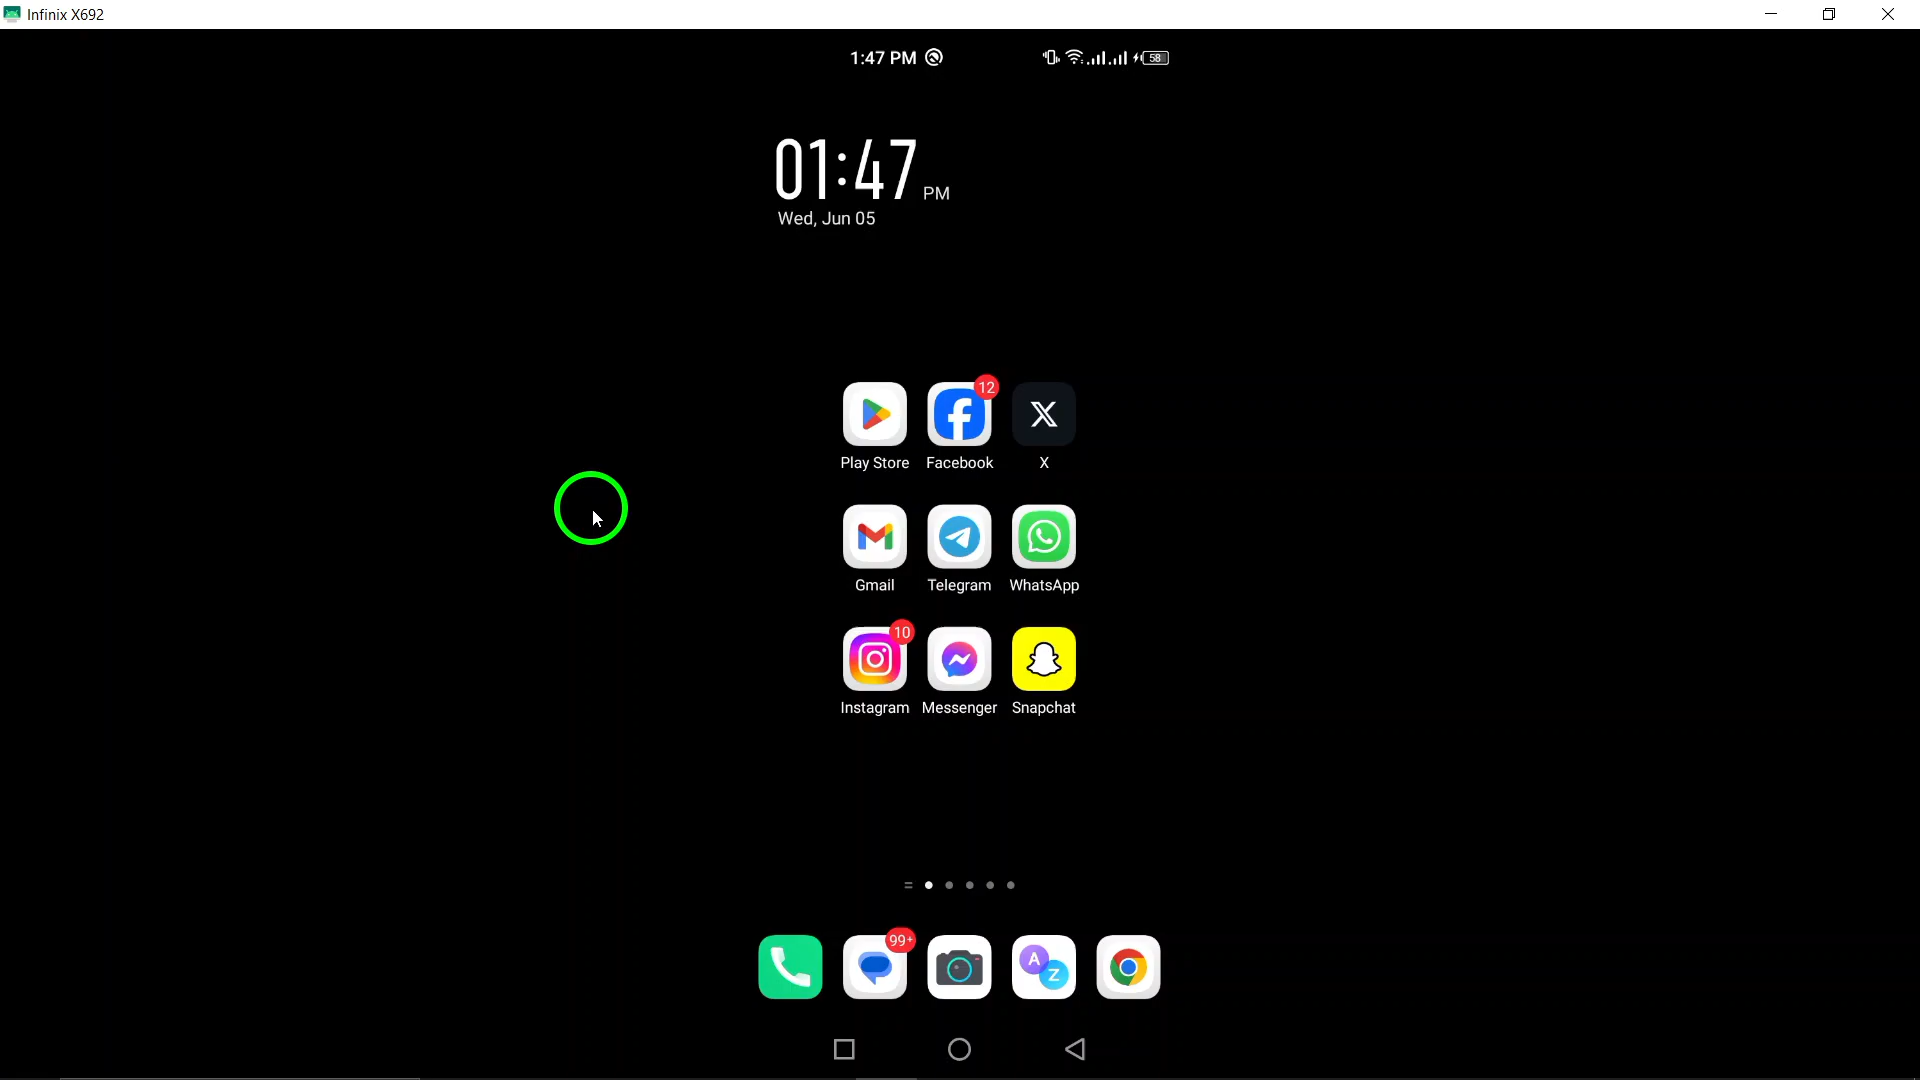 Infinix X692
1:47 PM
58
01:47 PM
Wed, Jun 05
12
Play Store Facebook X
Gmail Telegram WhatsApp
10
Instagram Messenger Snapchat
99+
A
Z